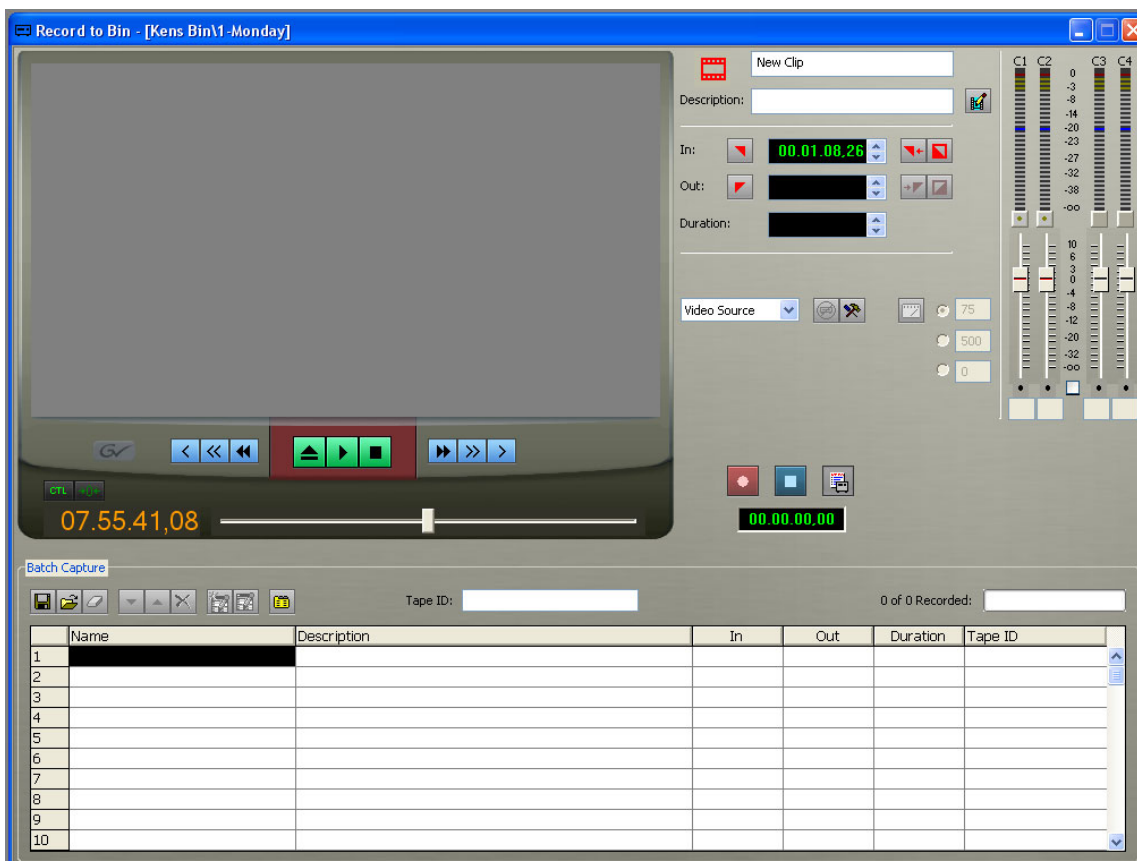 Record to Bin - [Kens Bin\1-Monday]
New Clip
Description:
In: 00.01.08,26
Out:
Duration:
Video Source
75
500
0
C1 C2 C3 C4
0
-3
-8
-14
-20
-23
-27
-32
-38
-oo
10
6
3
0
-4
-8
-12
-20
-32
-oo
CTL
07.55.41,08
00.00.00,00
Batch Capture
Tape ID:
0 of 0 Recorded:
Name Description In Out Duration Tape ID
1
2
3
4
5
6
7
8
9
10